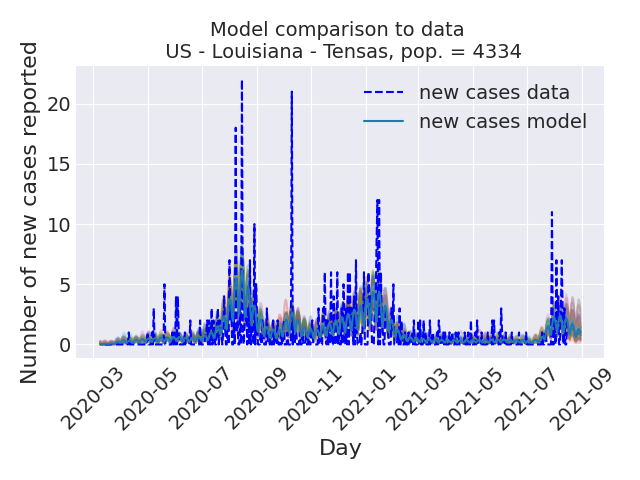 Model comparison to data
US - Louisiana - Tensas, pop. = 4334
new cases data
new cases model
Number of new cases reported
20
15
10
5
0
2020-03
2020-05
2020-07
2020-09
2020-11
2021-01
2021-03
2021-05
2021-07
2021-09
Day